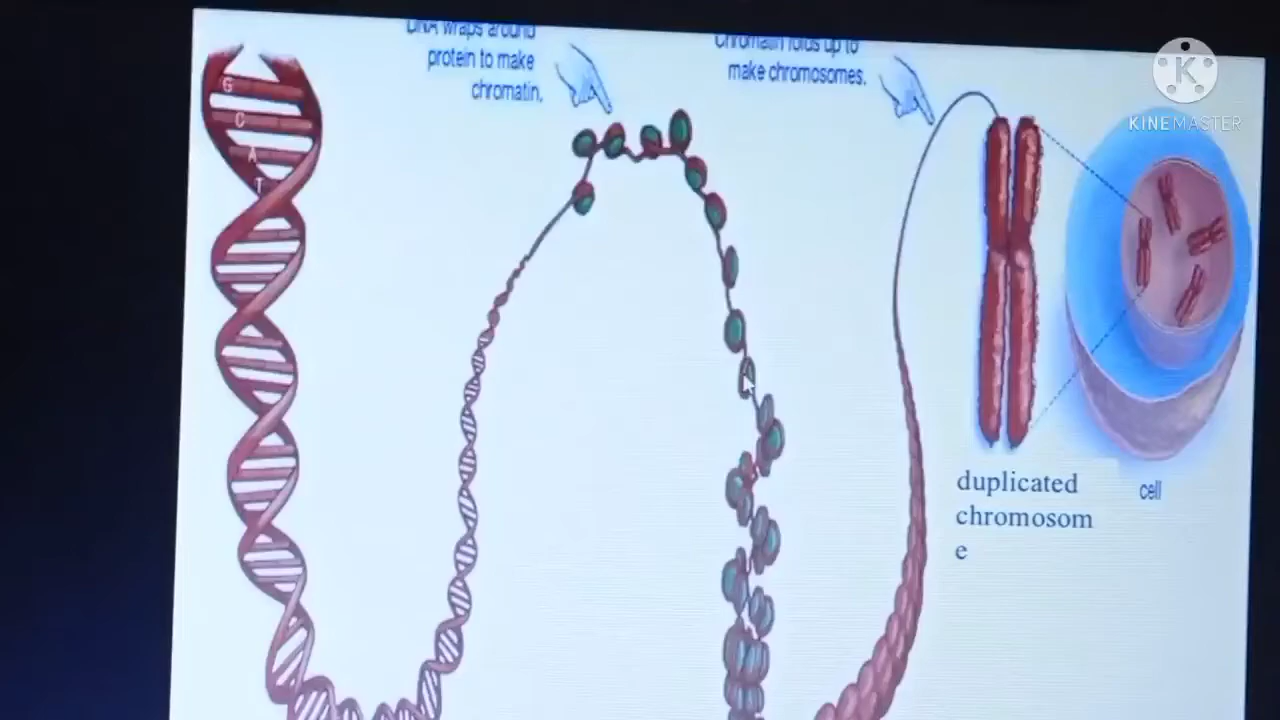 DNA wraps around
protein to make
chromatin.
Chromatin folds up to
make chromosomes.
K
KINEMASTER
G
C
A
T
duplicated
chromosom
e
cell